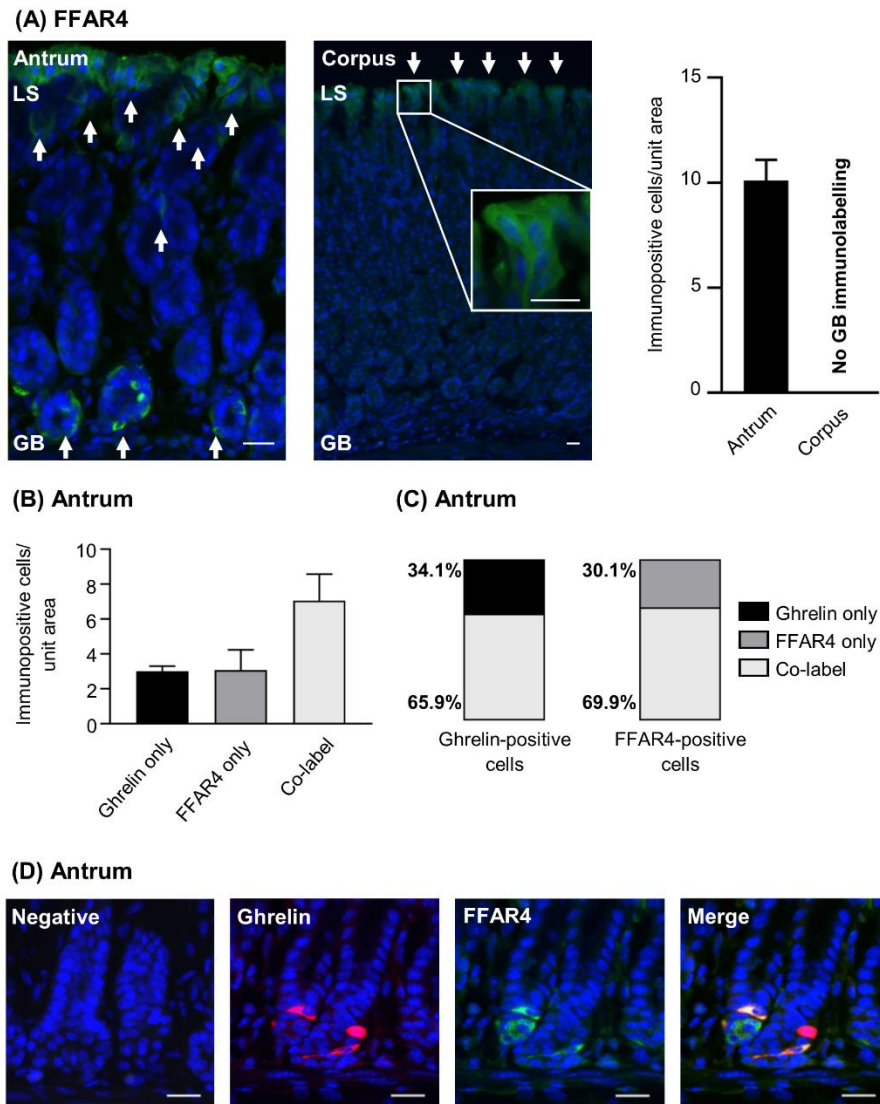 (A) FFAR4
Antrum
LS
GB
Corpus
LS
GB
Immunopositive cells/unit area
15
10
5
0
No GB immunolabelling
Antrum
Corpus
(B) Antrum
Immunopositive cells/
unit area
10
8
6
4
2
0
Ghrelin only
FFAR4 only
Co-label
(C) Antrum
34.1%
65.9%
Ghrelin-positive
cells
30.1%
69.9%
FFAR4-positive
cells
Ghrelin only
FFAR4 only
Co-label
(D) Antrum
Negative
Ghrelin
FFAR4
Merge